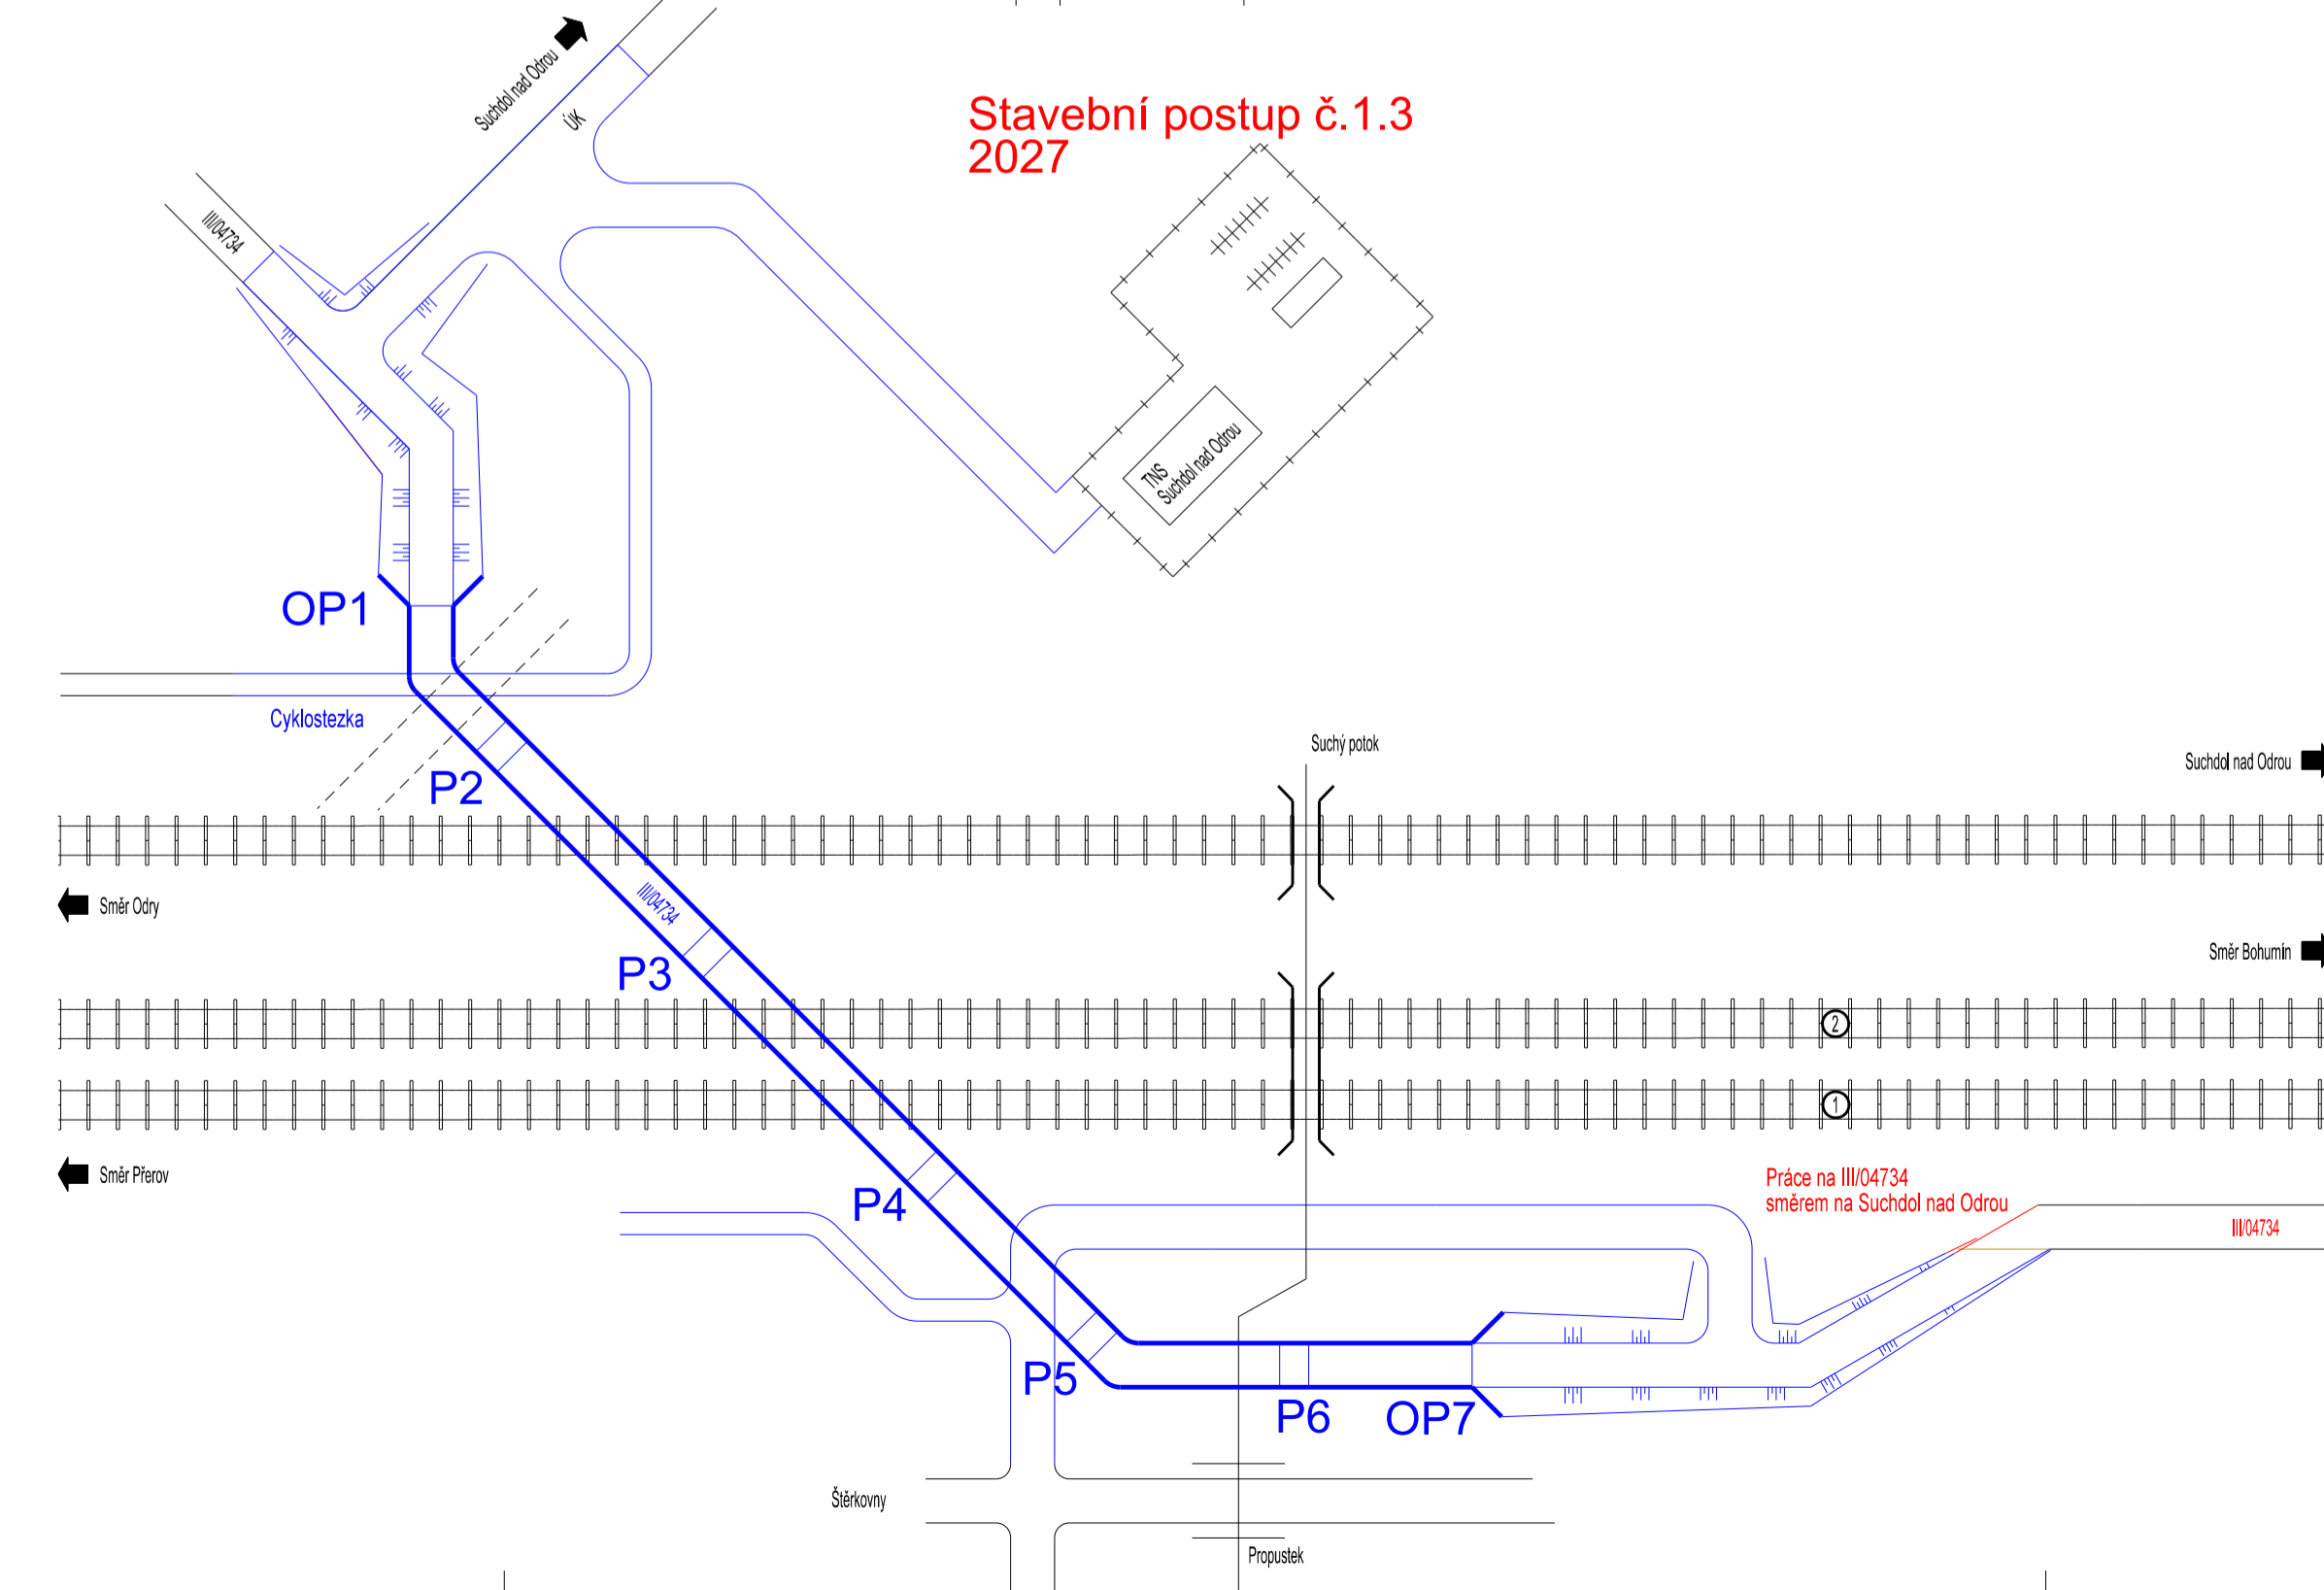 Suchdol nad Odrou
ÚK
Stavební postup č.1.3
2027
III/04734
TNS
Suchdol nad Odrou
OP1
Cyklostezka
P2
Suchý potok
Suchdol nad Odrou
Směr Odry
III/04734
Směr Bohumín
P3
2
1
Směr Přerov
Práce na III/04734
směrem na Suchdol nad Odrou
P4
III/04734
P5
P6
OP7
Štěrkovny
Propustek